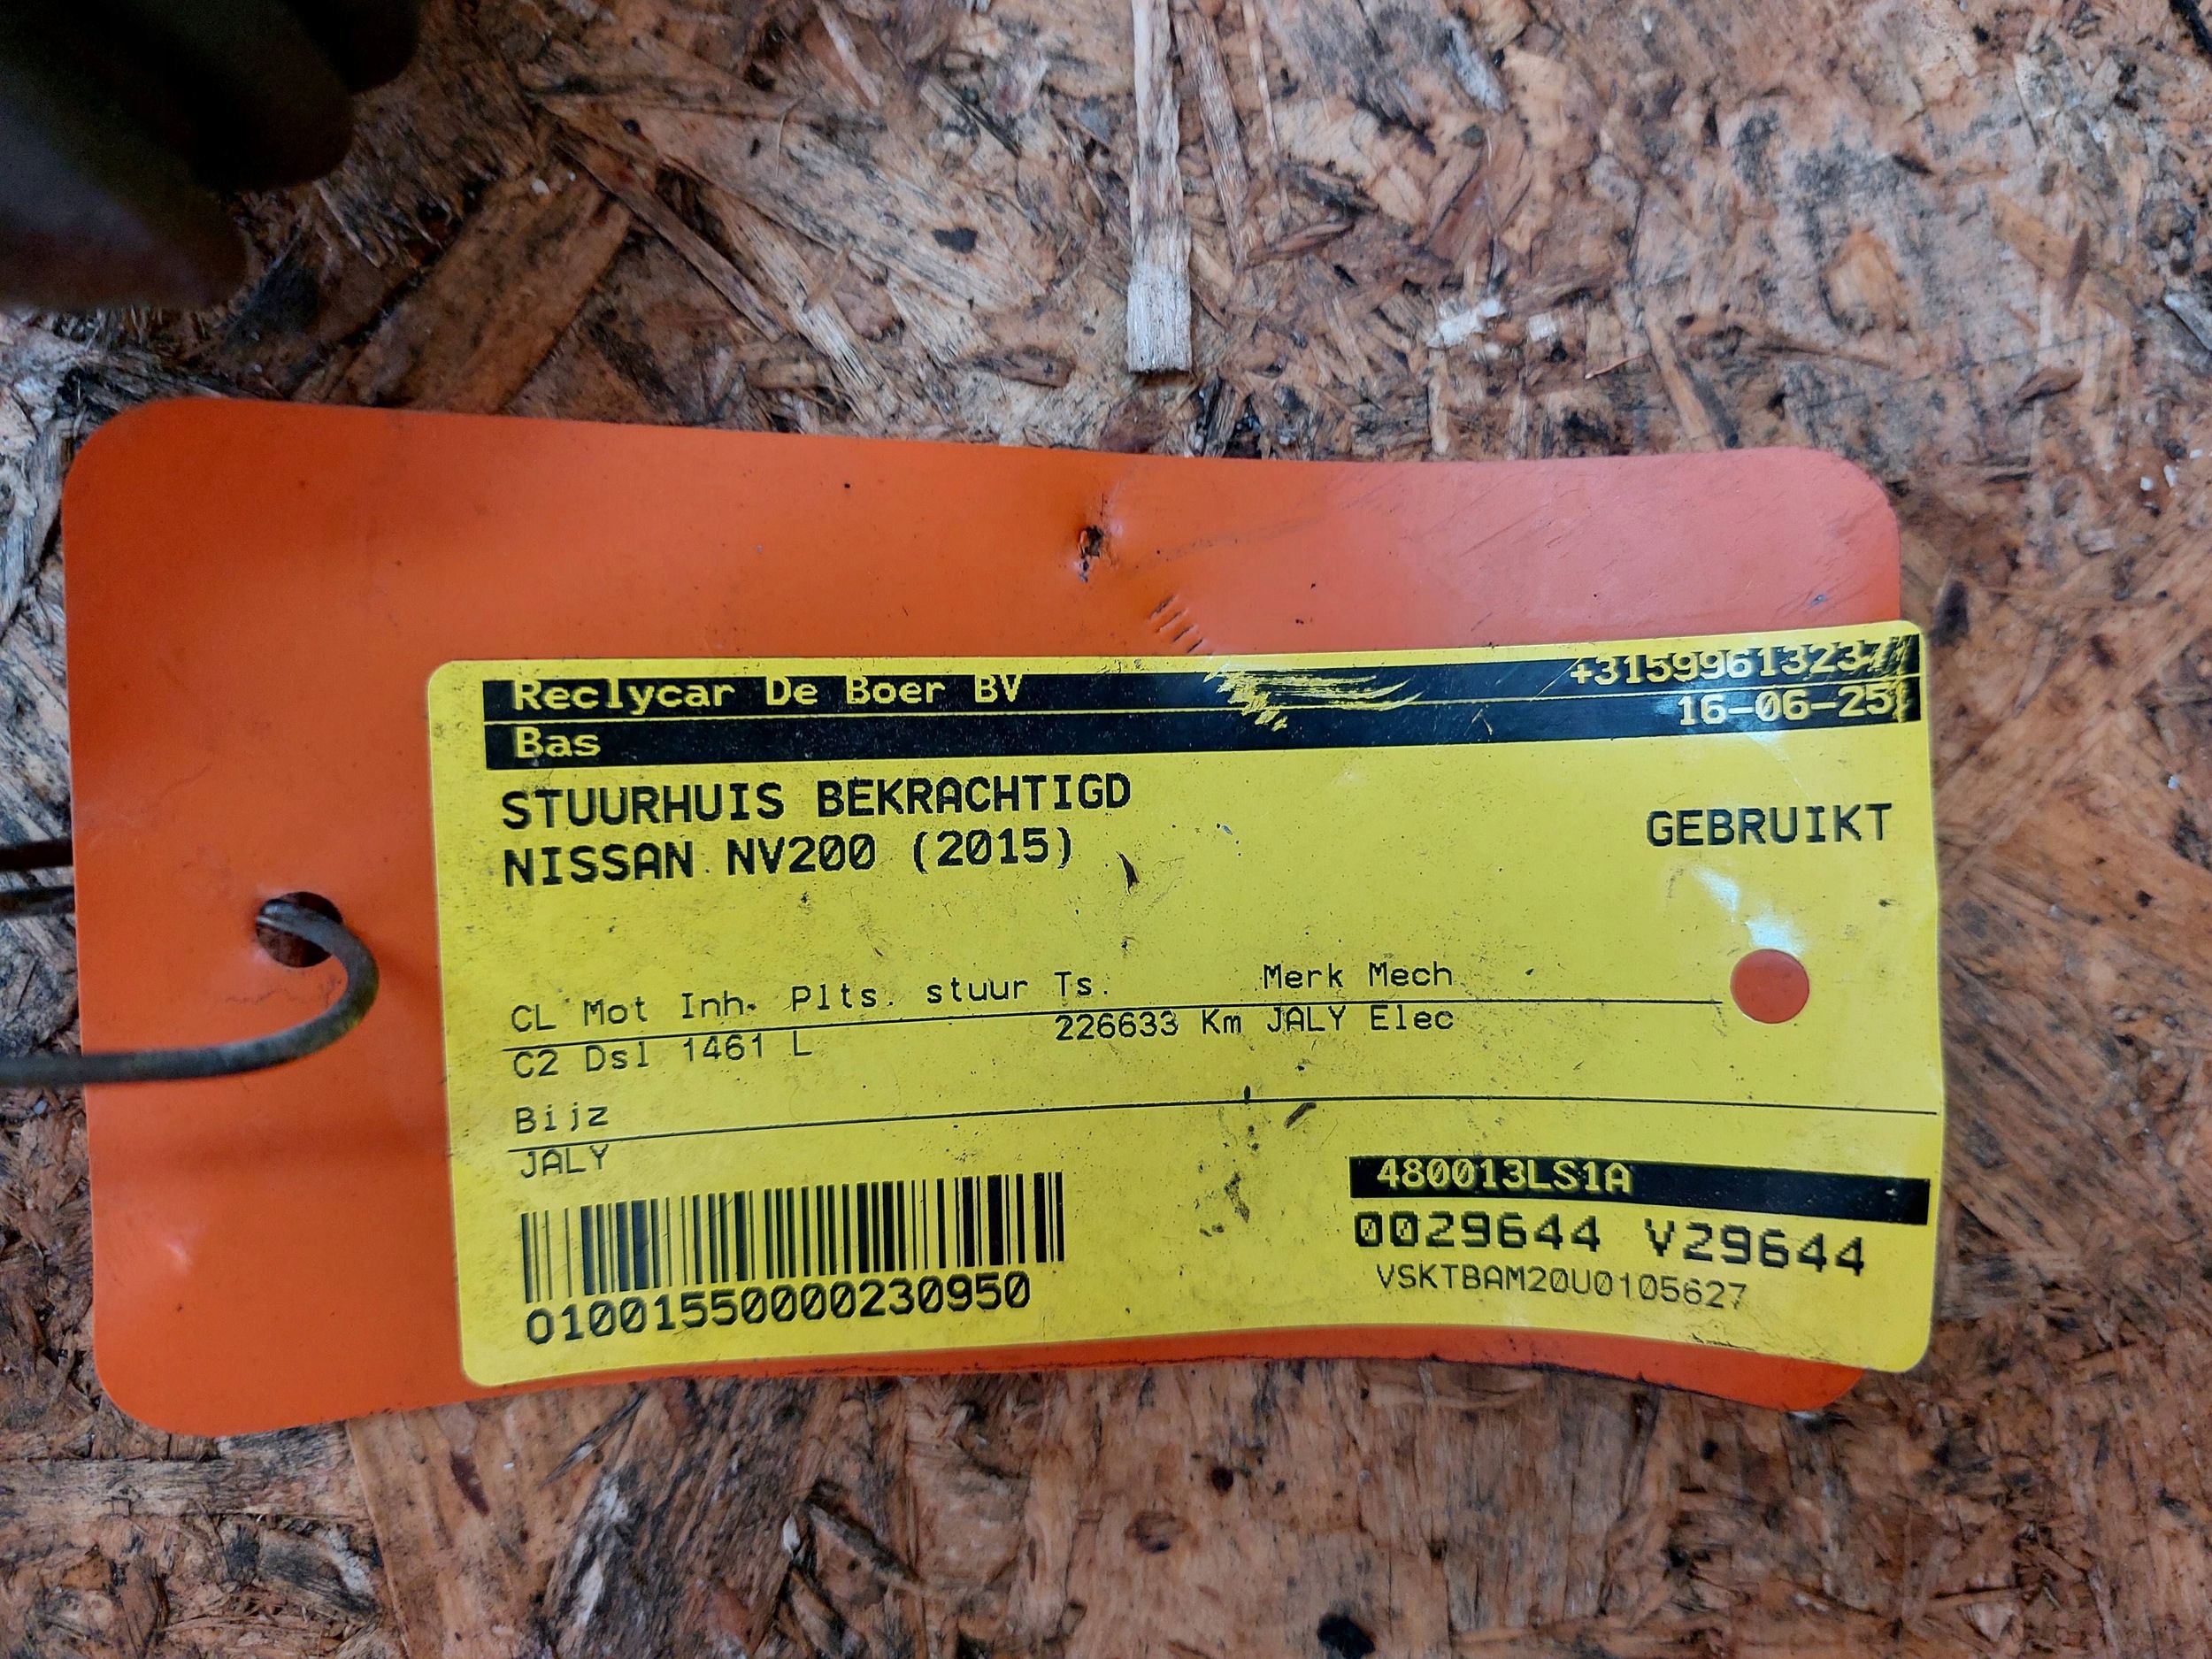 Reclycar De Boer BV
+31599613237
16-06-25
Bas
STUURHUIS BEKRACHTIGD
NISSAN NV200 (2015)
GEBRUIKT
CL Mot Inh. Plts. stuur Ts. Merk Mech
C2 Dsl 1461 L 226633 Km JALY Elec
Bijz
JALY
480013LS1A
0029644 V29644
VSKTBAM20U0105627
01001550000230950